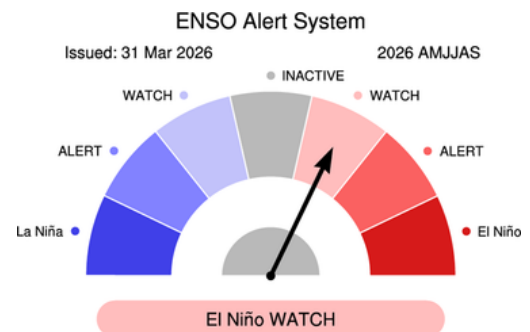 ENSO Alert System
Issued: 31 Mar 2026
2026 AMJJAS
INACTIVE
WATCH
WATCH
ALERT
ALERT
La Niña
El Niño
El Niño WATCH